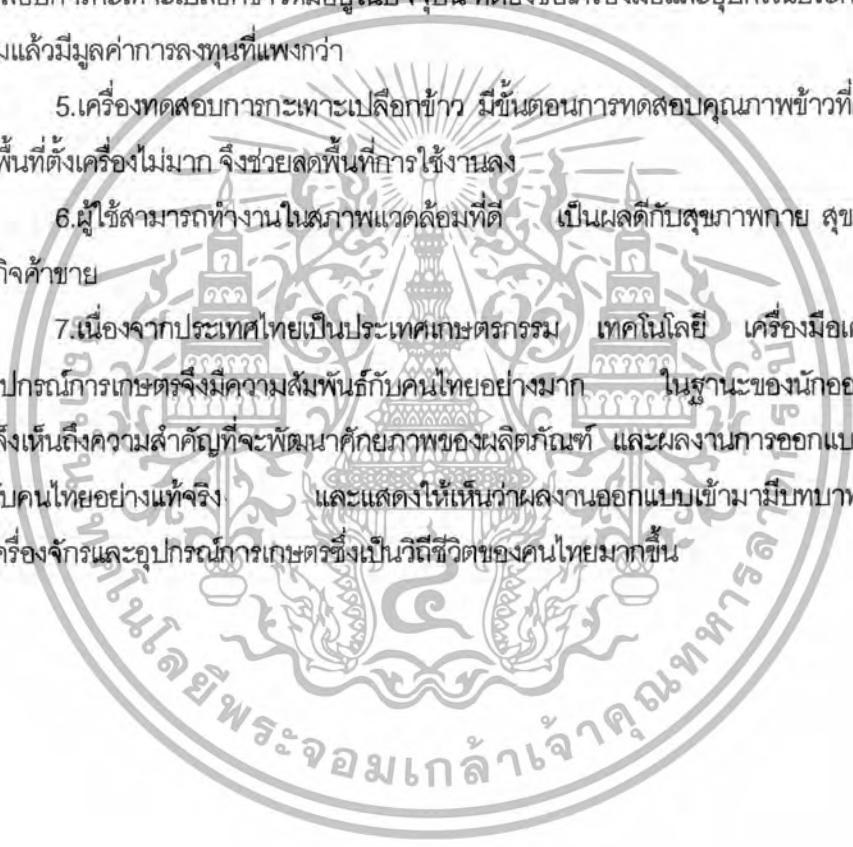 มแล้วมีมูลค่าการลงทุนที่แพงกว่า
5.เครื่องทดสอบการกะเทาะเปลือกข้าว มีขั้นตอนการทดสอบคุณภาพข้าวที่
พื้นที่ตั้งเครื่องไม่มาก จึงช่วยลดพื้นที่การใช้งานลง
6.ผู้ใช้สามารถทำงานในสภาพแวดล้อมที่ดี เป็นผลดีกับสุขภาพกาย สุข
กิจค้าขาย
7.เนื่องจากประเทศไทยเป็นประเทศเกษตรกรรม เทคโนโลยี เครื่องมือเค
ปกรณ์การเกษตรจึงมีความสัมพันธ์กับคนไทยอย่างมาก ในฐานะของนักออ
ล็งเห็นถึงความสำคัญที่จะพัฒนาศักยภาพของผลิตภัณฑ์ และผลงานการออกแบบ
ับคนไทยอย่างแท้จริง และแสดงให้เห็นว่าผลงานออกแบบเข้ามามีบทบาท
ครื่องจักรและอุปกรณ์การเกษตรซึ่งเป็นวิถีชีวิตของคนไทยมากขึ้น
คโนโลยีพระจอมเกล้าเจ้าคุณทหารลาดกระบัง